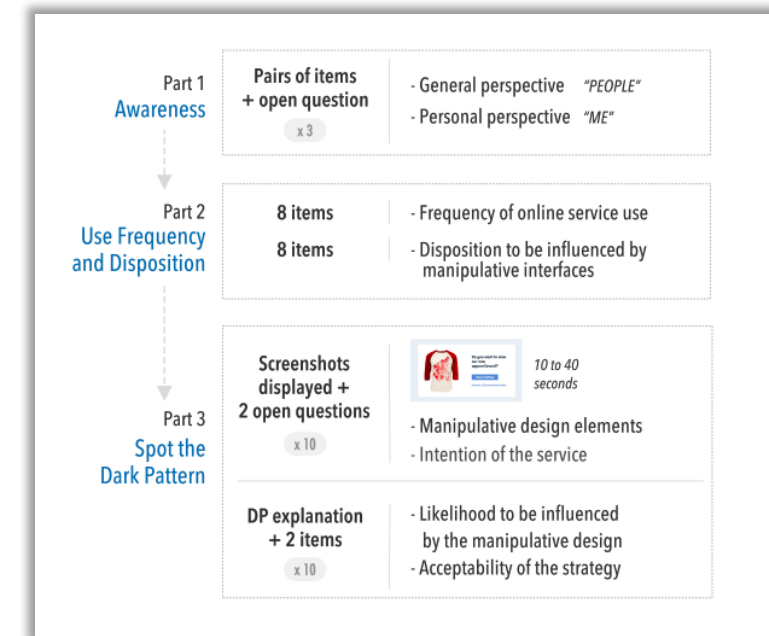 Part 1
Awareness
Pairs of items
+ open question
x 3
- General perspective "PEOPLE"
- Personal perspective "ME"
Part 2
Use Frequency
and Disposition
8 items
- Frequency of online service use
8 items
- Disposition to be influenced by
manipulative interfaces
Part 3
Spot the
Dark Pattern
Screenshots
displayed +
2 open questions
x 10
10 to 40
seconds
- Manipulative design elements
- Intention of the service
DP explanation
+ 2 items
x 10
- Likelihood to be influenced
by the manipulative design
- Acceptability of the strategy